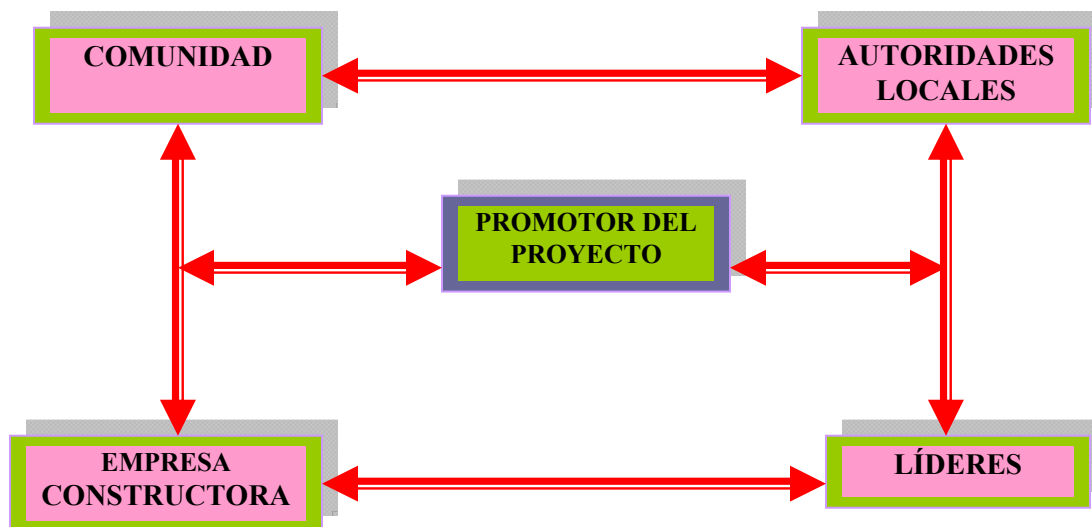 COMUNIDAD
AUTORIDADES
LOCALES
PROMOTOR DEL
PROYECTO
EMPRESA
CONSTRUCTORA
LÍDERES